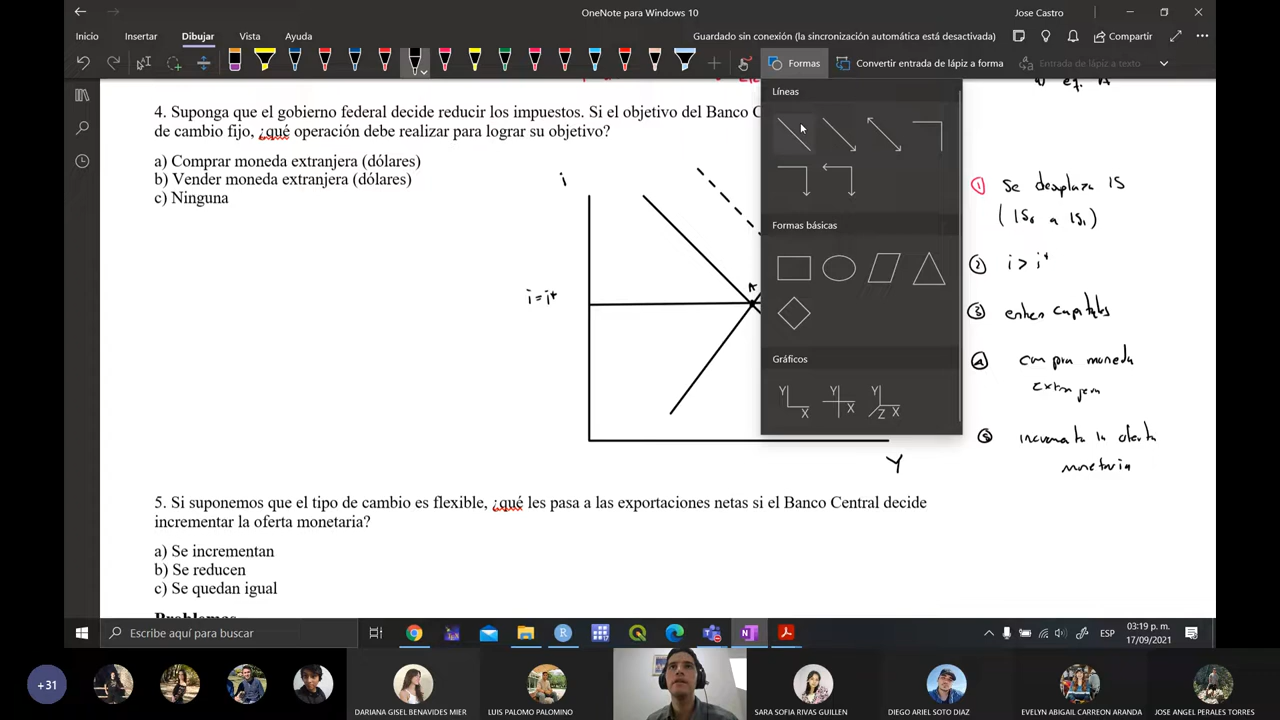 OneNote para Windows 10
Jose Castro
Inicio Insertar Dibujar Vista Ayuda
Guardado sin conexión (la sincronización automática está desactivada)
Compartir
Formas
Convertir entrada de lápiz a forma
Entrada de lápiz a texto
Líneas
Formas básicas
Gráficos
Y X Y X Y Z X
eq. A
4. Suponga que el gobierno federal decide reducir los impuestos. Si el objetivo del Banco C
de cambio fijo, ¿qué operación debe realizar para lograr su objetivo?
a) Comprar moneda extranjera (dólares)
b) Vender moneda extranjera (dólares)
c) Ninguna
i
i = i*
A
Y
① Se desplaza IS
(IS₀ a IS₁)
② i > i*
③ entran capitales
④ compra moneda
extranjera
⑤ incrementa la oferta
monetaria
5. Si suponemos que el tipo de cambio es flexible, ¿qué les pasa a las exportaciones netas si el Banco Central decide
incrementar la oferta monetaria?
a) Se incrementan
b) Se reducen
c) Se quedan igual
Problemas
Escribe aquí para buscar
ESP
03:19 p. m.
17/09/2021
+31
DARIANA GISEL BENAVIDES MIER
LUIS PALOMO PALOMINO
SARA SOFIA RIVAS GUILLEN
DIEGO ARIEL SOTO DIAZ
EVELYN ABIGAIL CARREON ARANDA
JOSE ANGEL PERALES TORRES